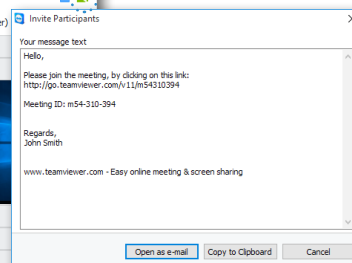 er)
Invite Participants
Your message text
Hello,
Please join the meeting, by clicking on this link:
http://go.teamviewer.com/v11/m54310394
Meeting ID: m54-310-394
Regards,
John Smith
www.teamviewer.com - Easy online meeting & screen sharing
Open as e-mail
Copy to Clipboard
Cancel